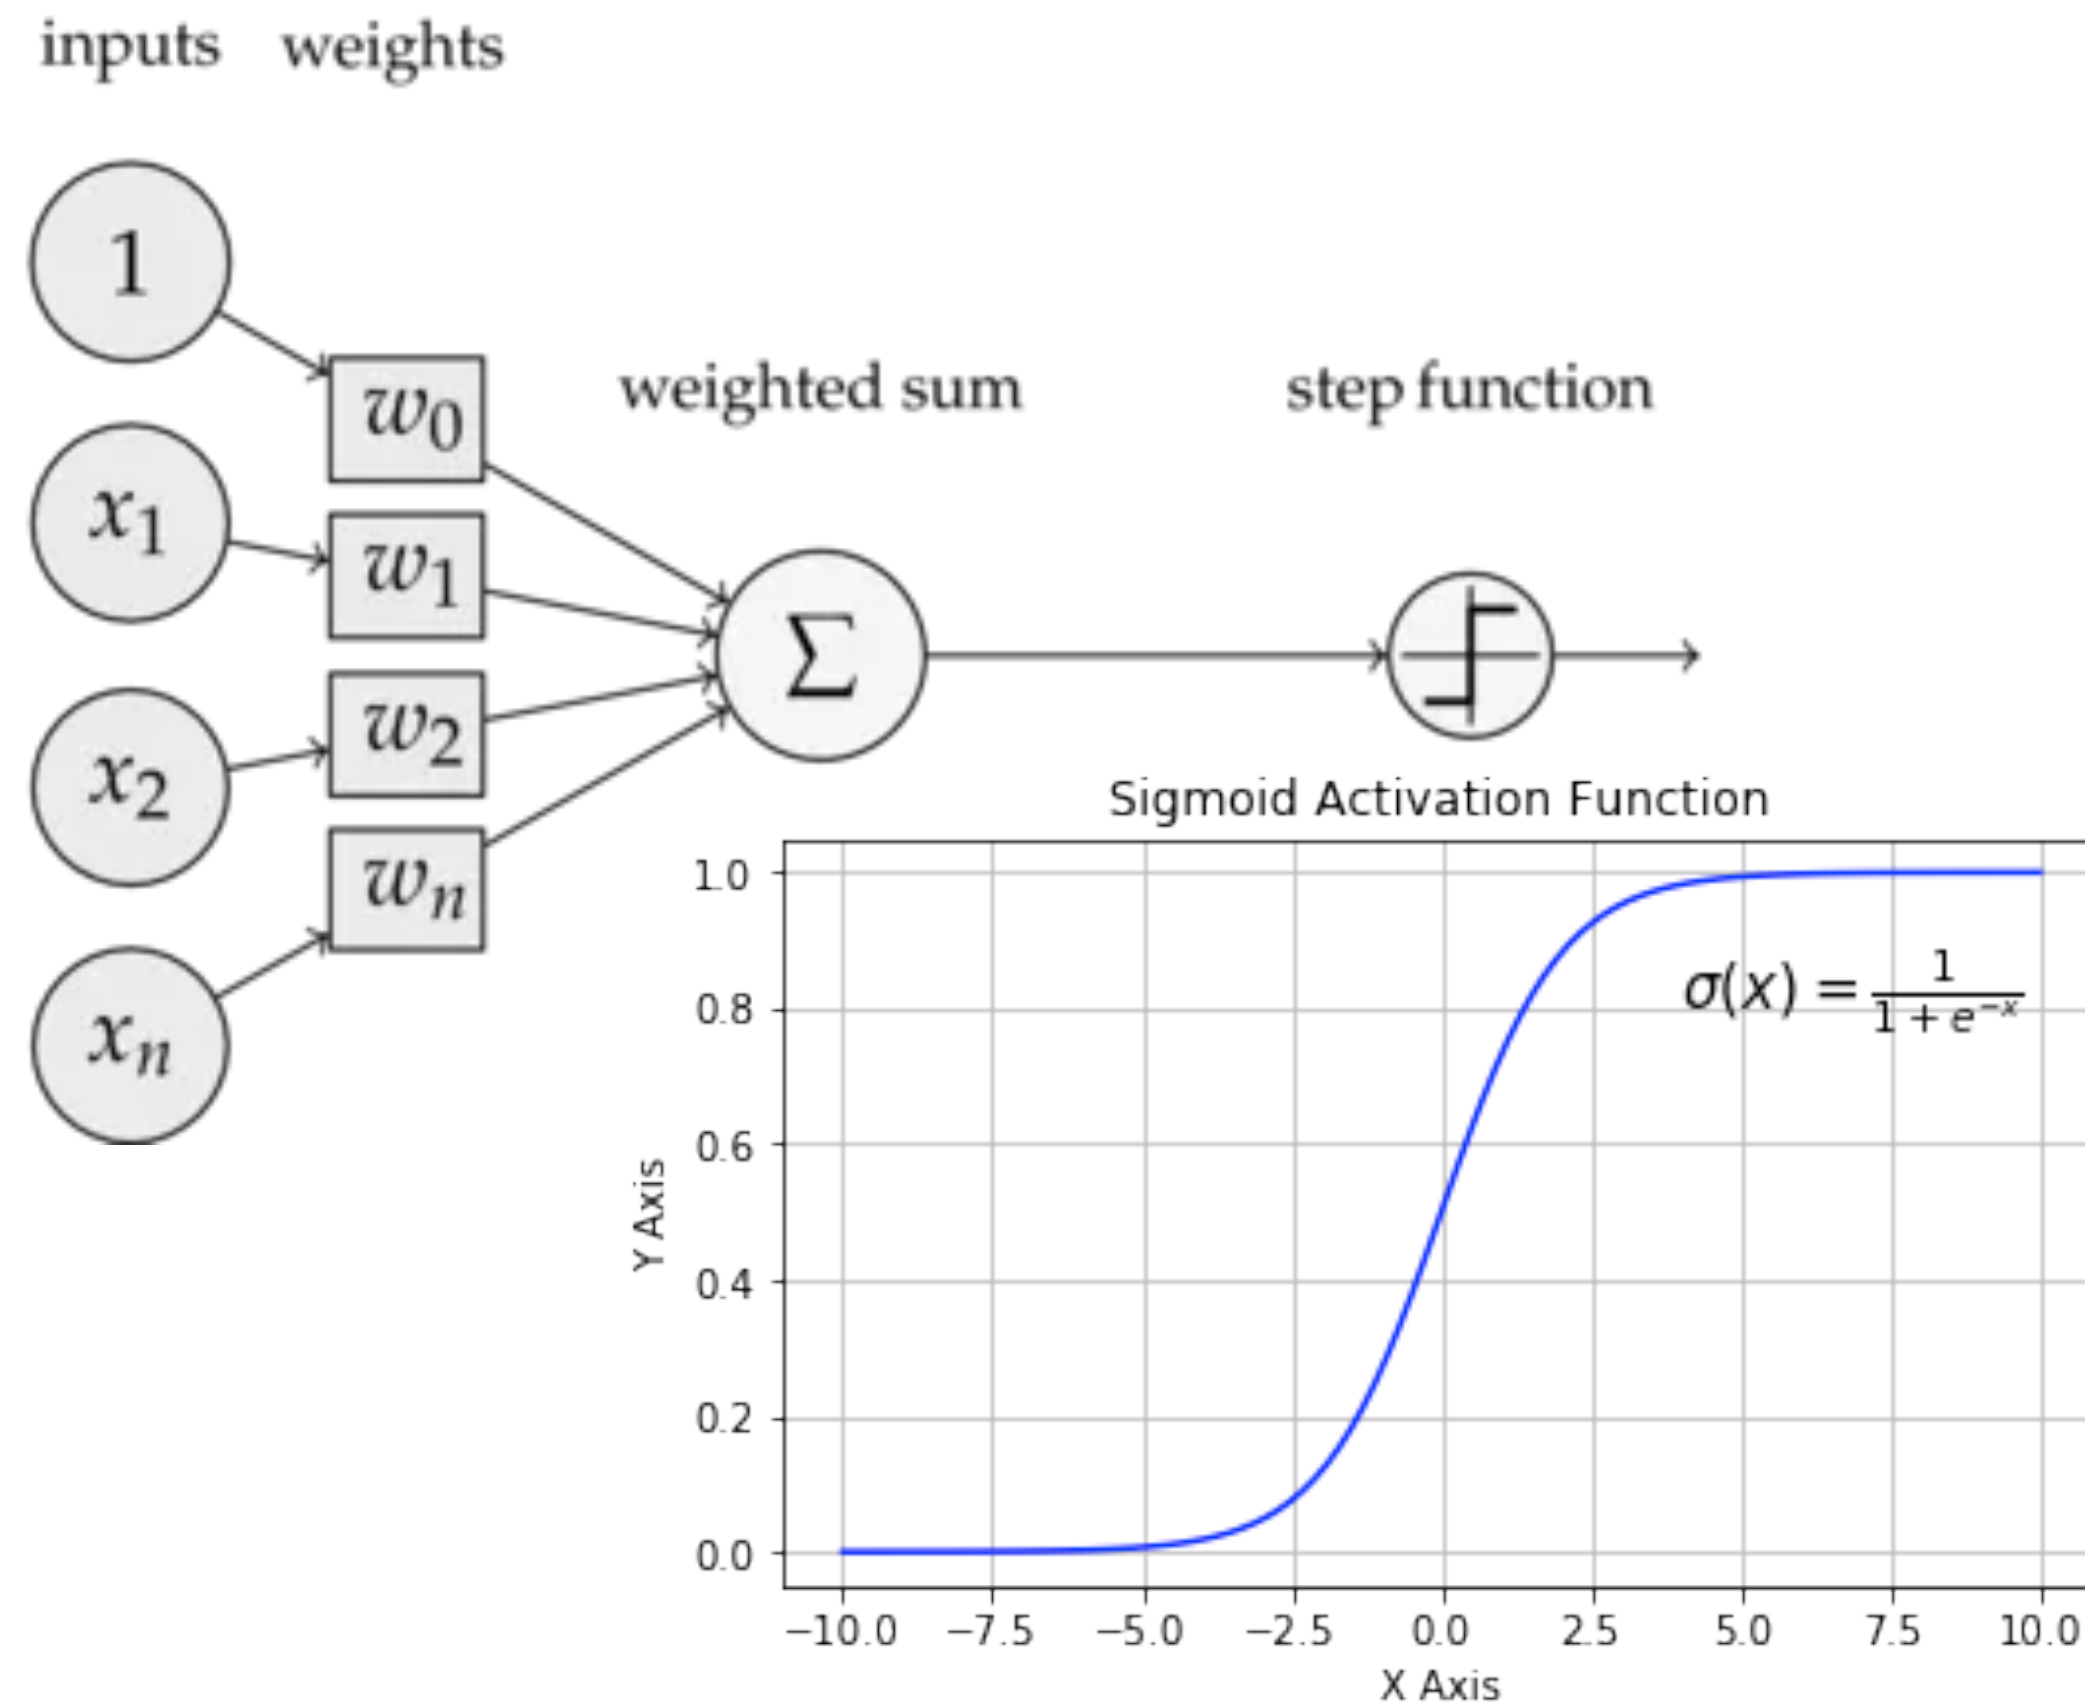 inputs weights
1
w0
weighted sum
step function
x1
w1
Σ
x2
w2
wn
xn
Sigmoid Activation Function
1.0
0.8
0.6
0.4
0.2
0.0
Y Axis
σ(x) = 1 / (1 + e^−x)
−10.0 −7.5 −5.0 −2.5 0.0 2.5 5.0 7.5 10.0
X Axis